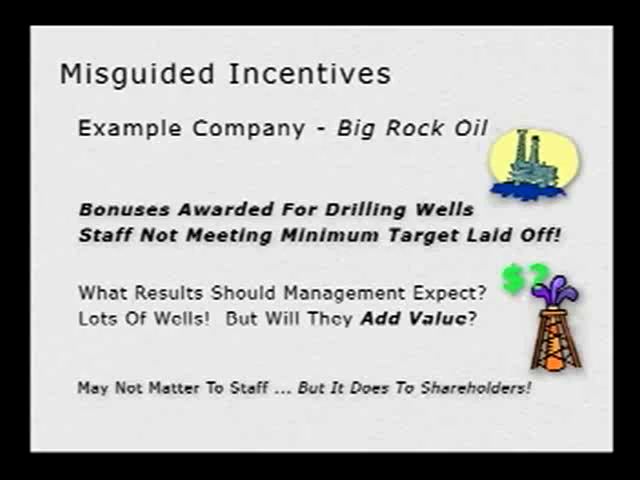 Misguided Incentives
Example Company - Big Rock Oil
Bonuses Awarded For Drilling Wells
Staff Not Meeting Minimum Target Laid Off!
$?
What Results Should Management Expect?
Lots Of Wells! But Will They Add Value?
May Not Matter To Staff ... But It Does To Shareholders!